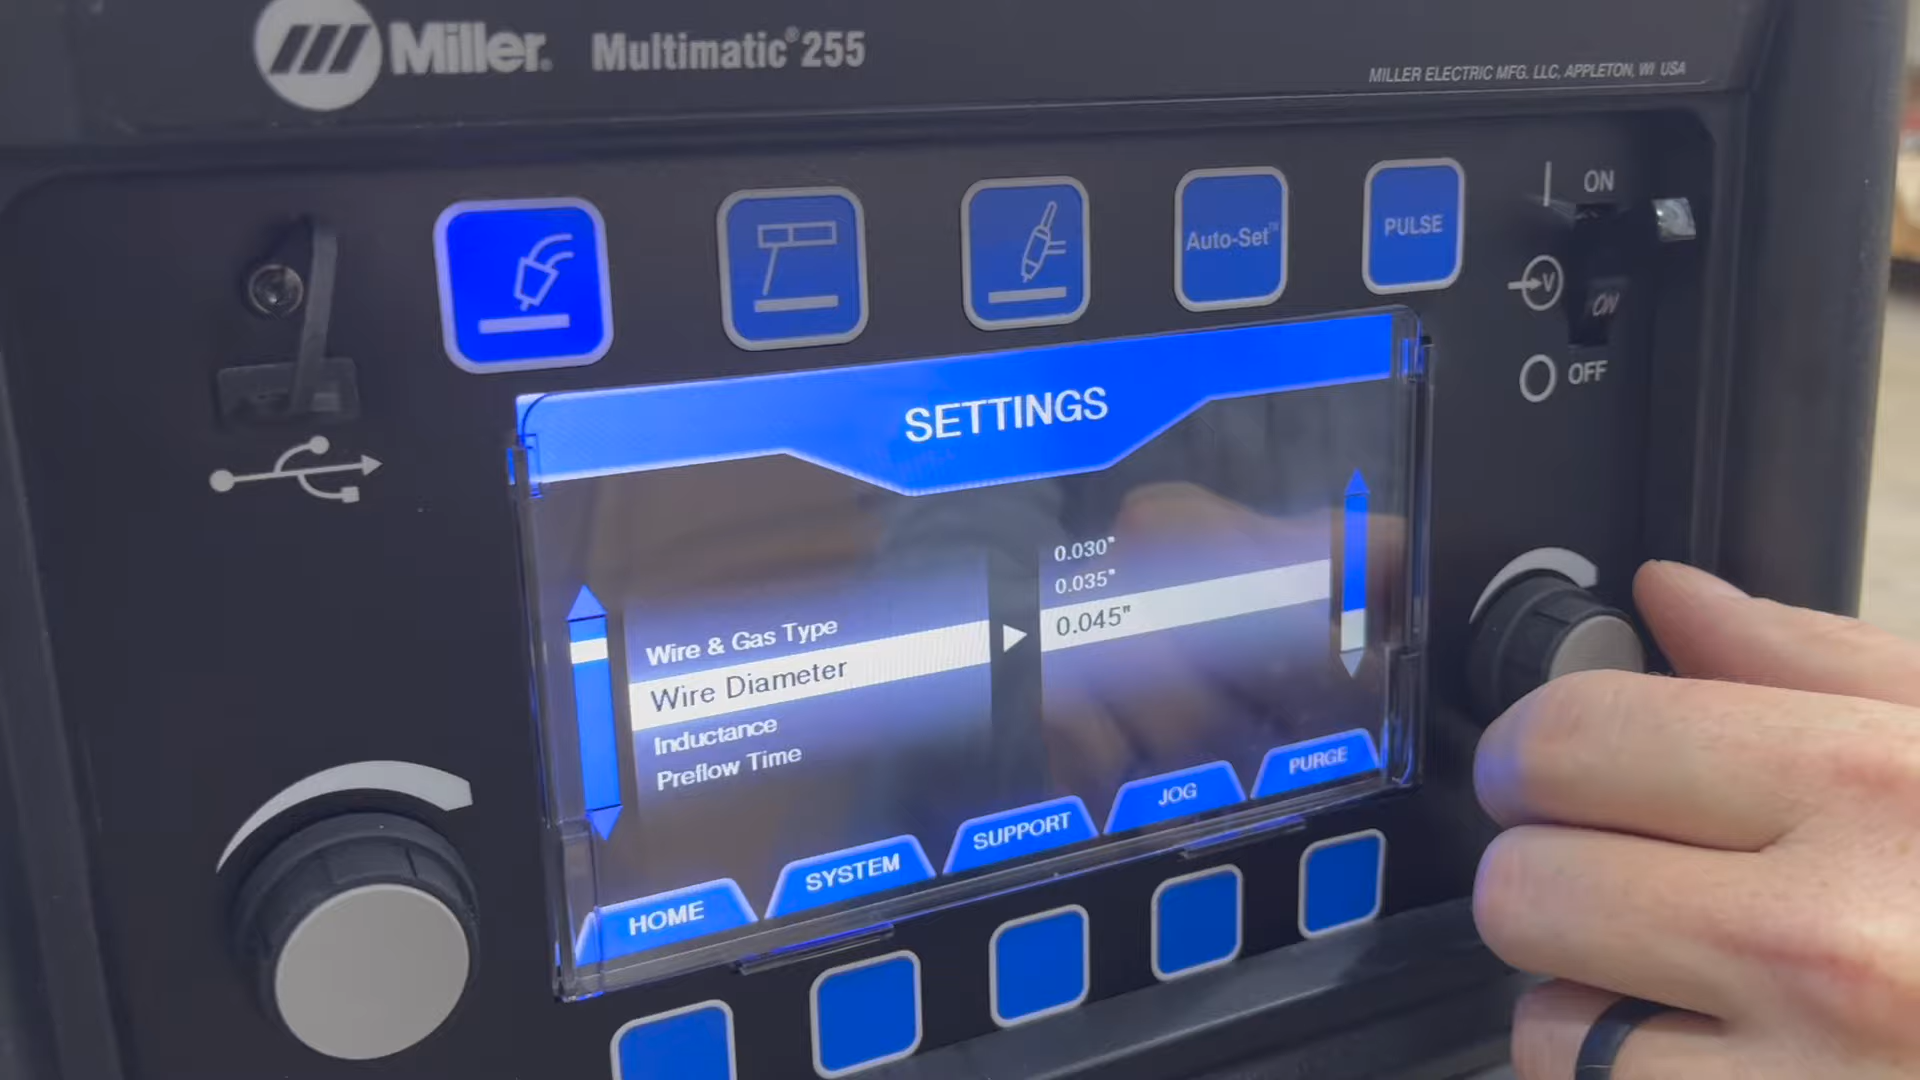 Miller® Multimatic® 255
MILLER ELECTRIC MFG. LLC, APPLETON, WI USA
Auto-Set™
PULSE
ON
V
ON
OFF
SETTINGS
Wire & Gas Type
Wire Diameter
Inductance
Preflow Time
0.030"
0.035"
0.045"
HOME
SYSTEM
SUPPORT
JOG
PURGE